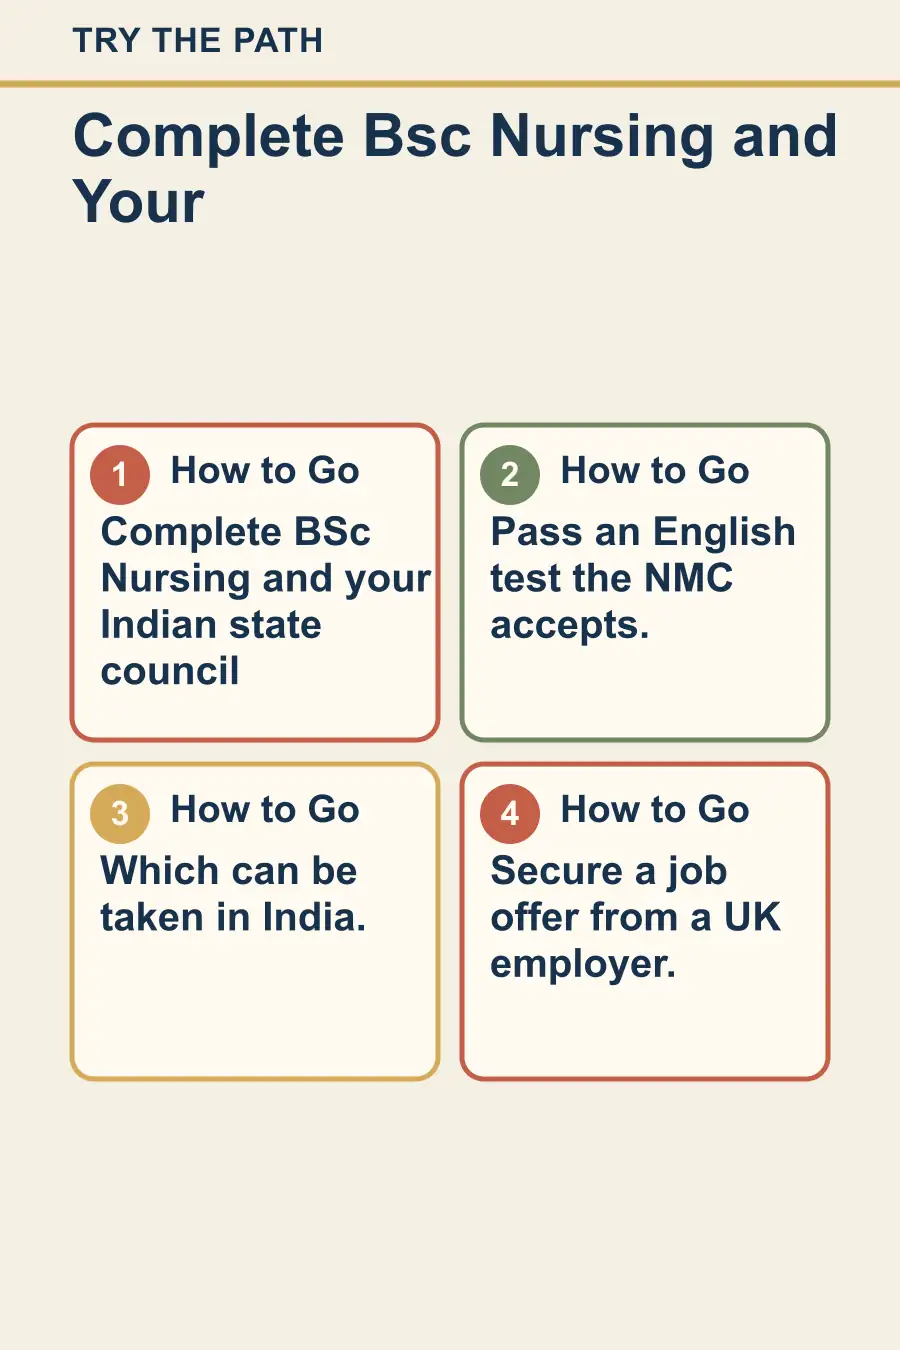 TRY THE PATH
Complete Bsc Nursing and
Your
1 How to Go
Complete BSc
Nursing and your
Indian state
council
2 How to Go
Pass an English
test the NMC
accepts.
3 How to Go
Which can be
taken in India.
4 How to Go
Secure a job
offer from a UK
employer.